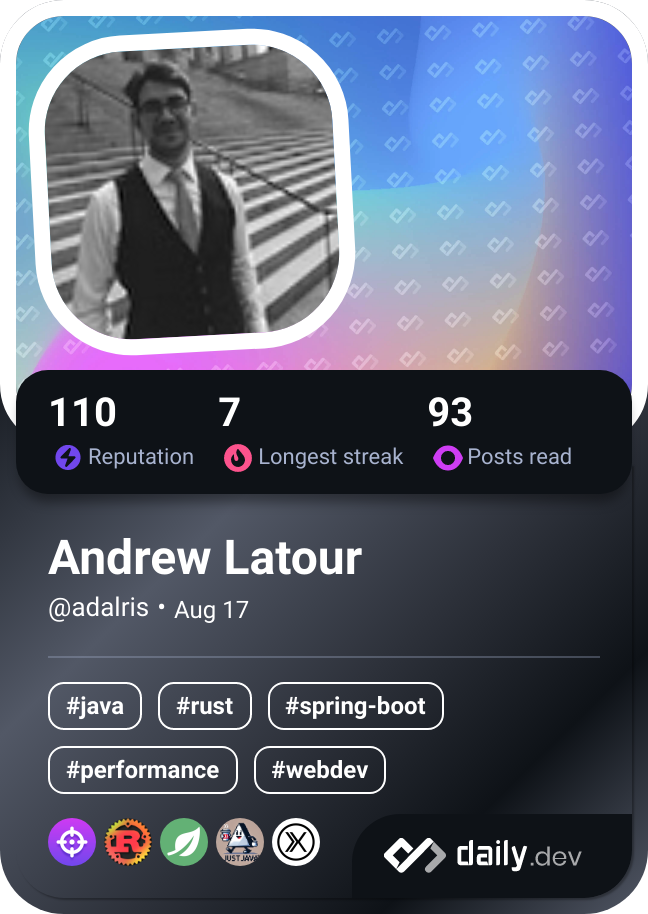 110 7 93
Reputation Longest streak Posts read
Andrew Latour
@adalris • Aug 17
#java #rust #spring-boot
#performance #webdev
R JUST JAVA
daily.dev